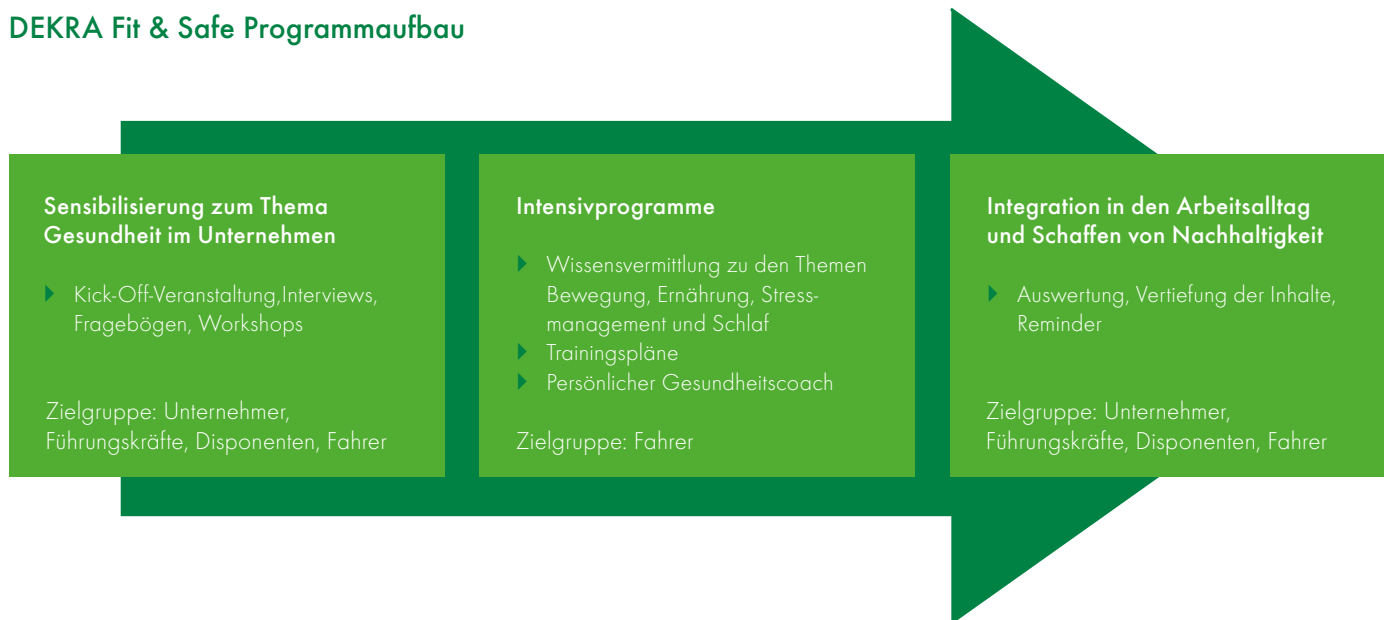 DEKRA Fit & Safe Programmaufbau
Sensibilisierung zum Thema
Gesundheit im Unternehmen
Kick-Off-Veranstaltung,Interviews,
Fragebögen, Workshops
Zielgruppe: Unternehmer,
Führungskräfte, Disponenten, Fahrer
Intensivprogramme
Wissensvermittlung zu den Themen
Bewegung, Ernährung, Stress-
management und Schlaf
Trainingspläne
Persönlicher Gesundheitscoach
Zielgruppe: Fahrer
Integration in den Arbeitsalltag
und Schaffen von Nachhaltigkeit
Auswertung, Vertiefung der Inhalte,
Reminder
Zielgruppe: Unternehmer,
Führungskräfte, Disponenten, Fahrer